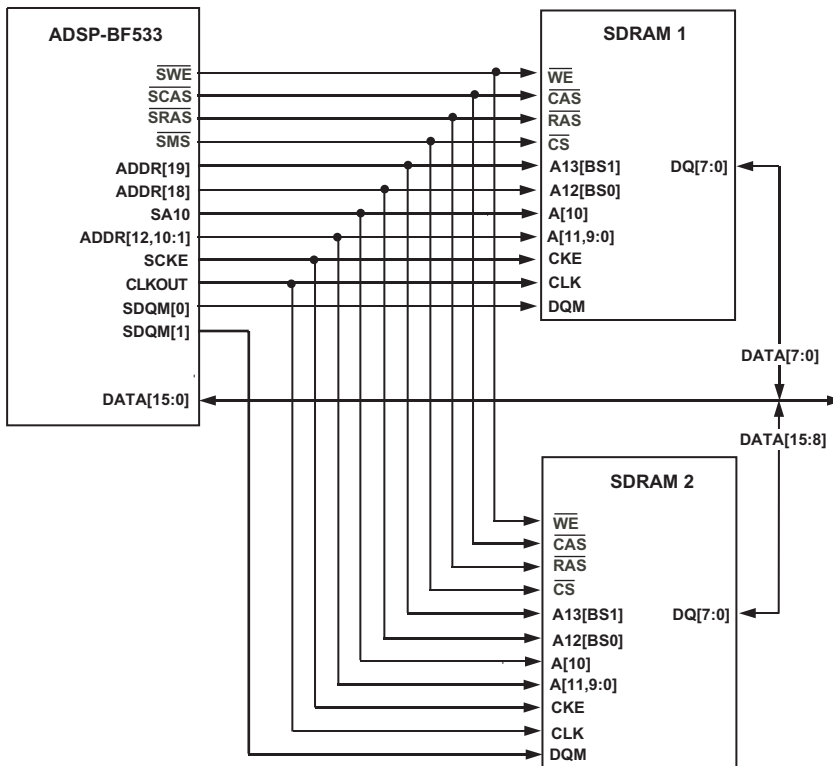 ADSP-BF533
SWE
SCAS
SRAS
SMS
ADDR[19]
ADDR[18]
SA10
ADDR[12,10:1]
SCKE
CLKOUT
SDQM[0]
SDQM[1]
DATA[15:0]
SDRAM 1
WE
CAS
RAS
CS
A13[BS1]
A12[BS0]
A[10]
A[11,9:0]
CKE
CLK
DQM
DQ[7:0]
DATA[7:0]
DATA[15:8]
SDRAM 2
WE
CAS
RAS
CS
A13[BS1]
A12[BS0]
A[10]
A[11,9:0]
CKE
CLK
DQM
DQ[7:0]